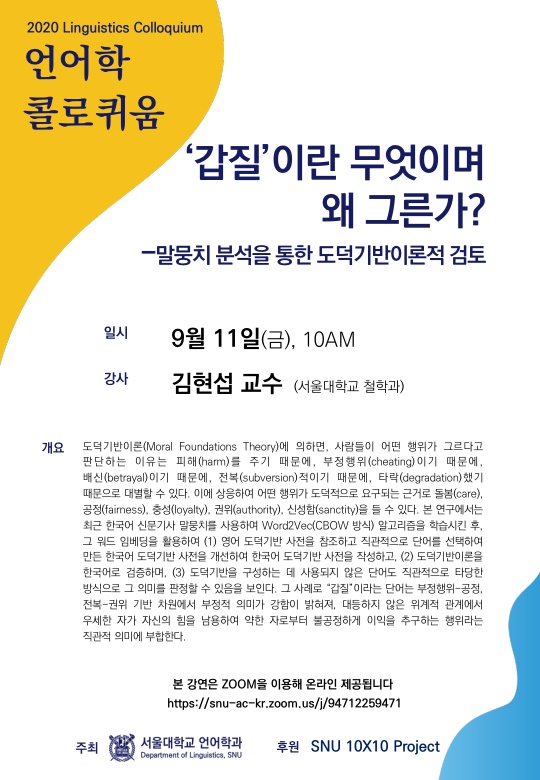 2020 Linguistics Colloquium
언어학
콜로퀴움
‘갑질’이란 무엇이며
왜 그른가?
–말뭉치 분석을 통한 도덕기반이론적 검토
일시 9월 11일(금), 10AM
강사 김현섭 교수 (서울대학교 철학과)
개요 도덕기반이론(Moral Foundations Theory)에 의하면, 사람들이 어떤 행위가 그르다고
판단하는 이유는 피해(harm)를 주기 때문에, 부정행위(cheating)이기 때문에,
배신(betrayal)이기 때문에, 전복(subversion)적이기 때문에, 타락(degradation)했기
때문으로 대별할 수 있다. 이에 상응하여 어떤 행위가 도덕적으로 요구되는 근거로 돌봄(care),
공정(fairness), 충성(loyalty), 권위(authority), 신성함(sanctity)을 들 수 있다. 본 연구에서는
최근 한국어 신문기사 말뭉치를 사용하여 Word2Vec(CBOW 방식) 알고리즘을 학습시킨 후,
그 워드 임베딩을 활용하여 (1) 영어 도덕기반 사전을 참조하고 직관적으로 단어를 선택하여
만든 한국어 도덕기반 사전을 개선하여 한국어 도덕기반 사전을 작성하고, (2) 도덕기반이론을
한국어로 검증하며, (3) 도덕기반을 구성하는 데 사용되지 않은 단어도 직관적으로 타당한
방식으로 그 의미를 판정할 수 있음을 보인다. 그 사례로 “갑질”이라는 단어는 부정행위-공정,
전복-권위 기반 차원에서 부정적 의미가 강함이 밝혀져, 대등하지 않은 위계적 관계에서
우세한 자가 자신의 힘을 남용하여 약한 자로부터 불공정하게 이익을 추구하는 행위라는
직관적 의미에 부합한다.
본 강연은 ZOOM을 이용해 온라인 제공됩니다
https://snu-ac-kr.zoom.us/j/94712259471
주최 서울대학교 언어학과 후원 SNU 10X10 Project
Department of Linguistics, SNU